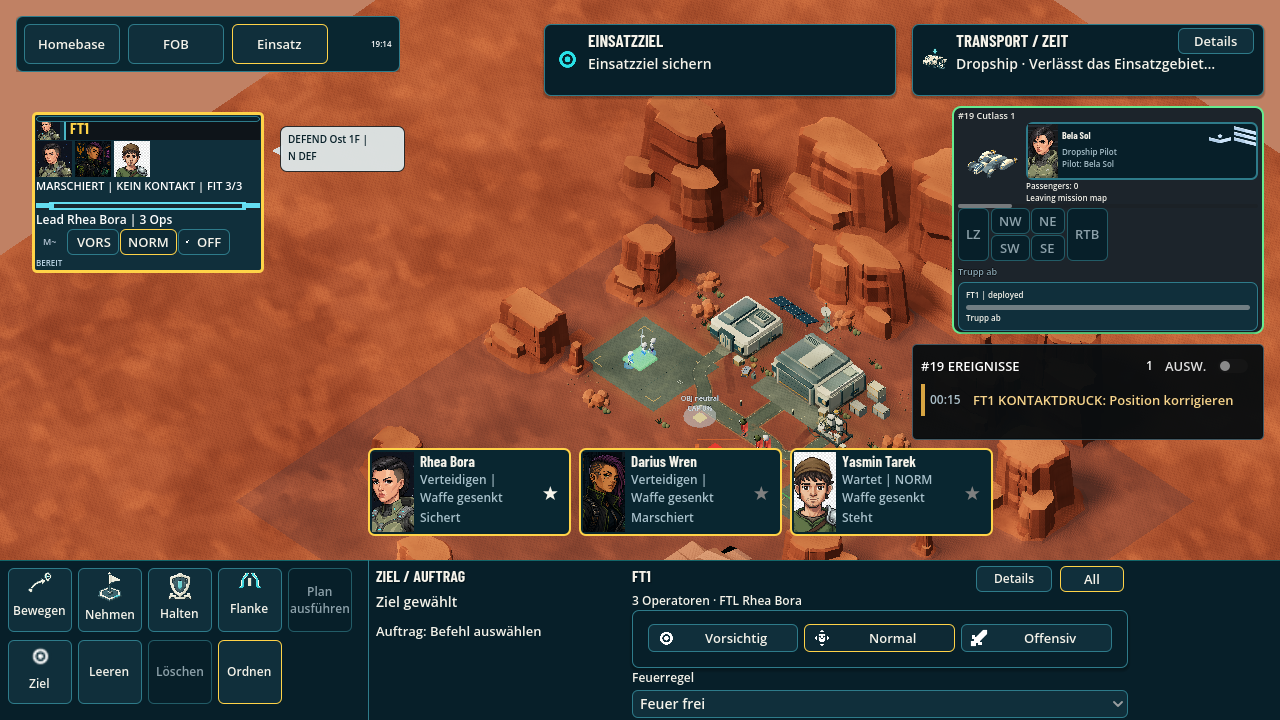 Homebase
FOB
Einsatz
19:14
EINSATZZIEL
Einsatzziel sichern
TRANSPORT / ZEIT
Details
Dropship · Verlässt das Einsatzgebiet...
FT1
MARSCHIERT | KEIN KONTAKT | FIT 3/3
Lead Rhea Bora | 3 Ops
M~
VORS
NORM
OFF
BEREIT
DEFEND Ost 1F |
N DEF
#19 Cutlass 1
Bela Sol
Dropship Pilot
Pilot: Bela Sol
Passengers: 0
Leaving mission map
LZ
NW
NE
SW
SE
RTB
Trupp ab
FT1 | deployed
Trupp ab
#19 EREIGNISSE
1
AUSW.
00:15
FT1 KONTAKTDRUCK: Position korrigieren
OBJ neutral
Rhea Bora
Verteidigen |
Waffe gesenkt
Sichert
Darius Wren
Verteidigen |
Waffe gesenkt
Marschiert
Yasmin Tarek
Wartet | NORM
Waffe gesenkt
Steht
Bewegen
Nehmen
Halten
Flanke
Plan
ausführen
Ziel
Leeren
Löschen
Ordnen
ZIEL / AUFTRAG
Ziel gewählt
Auftrag: Befehl auswählen
FT1
Details
All
3 Operatoren · FTL Rhea Bora
Vorsichtig
Normal
Offensiv
Feuerregel
Feuer frei